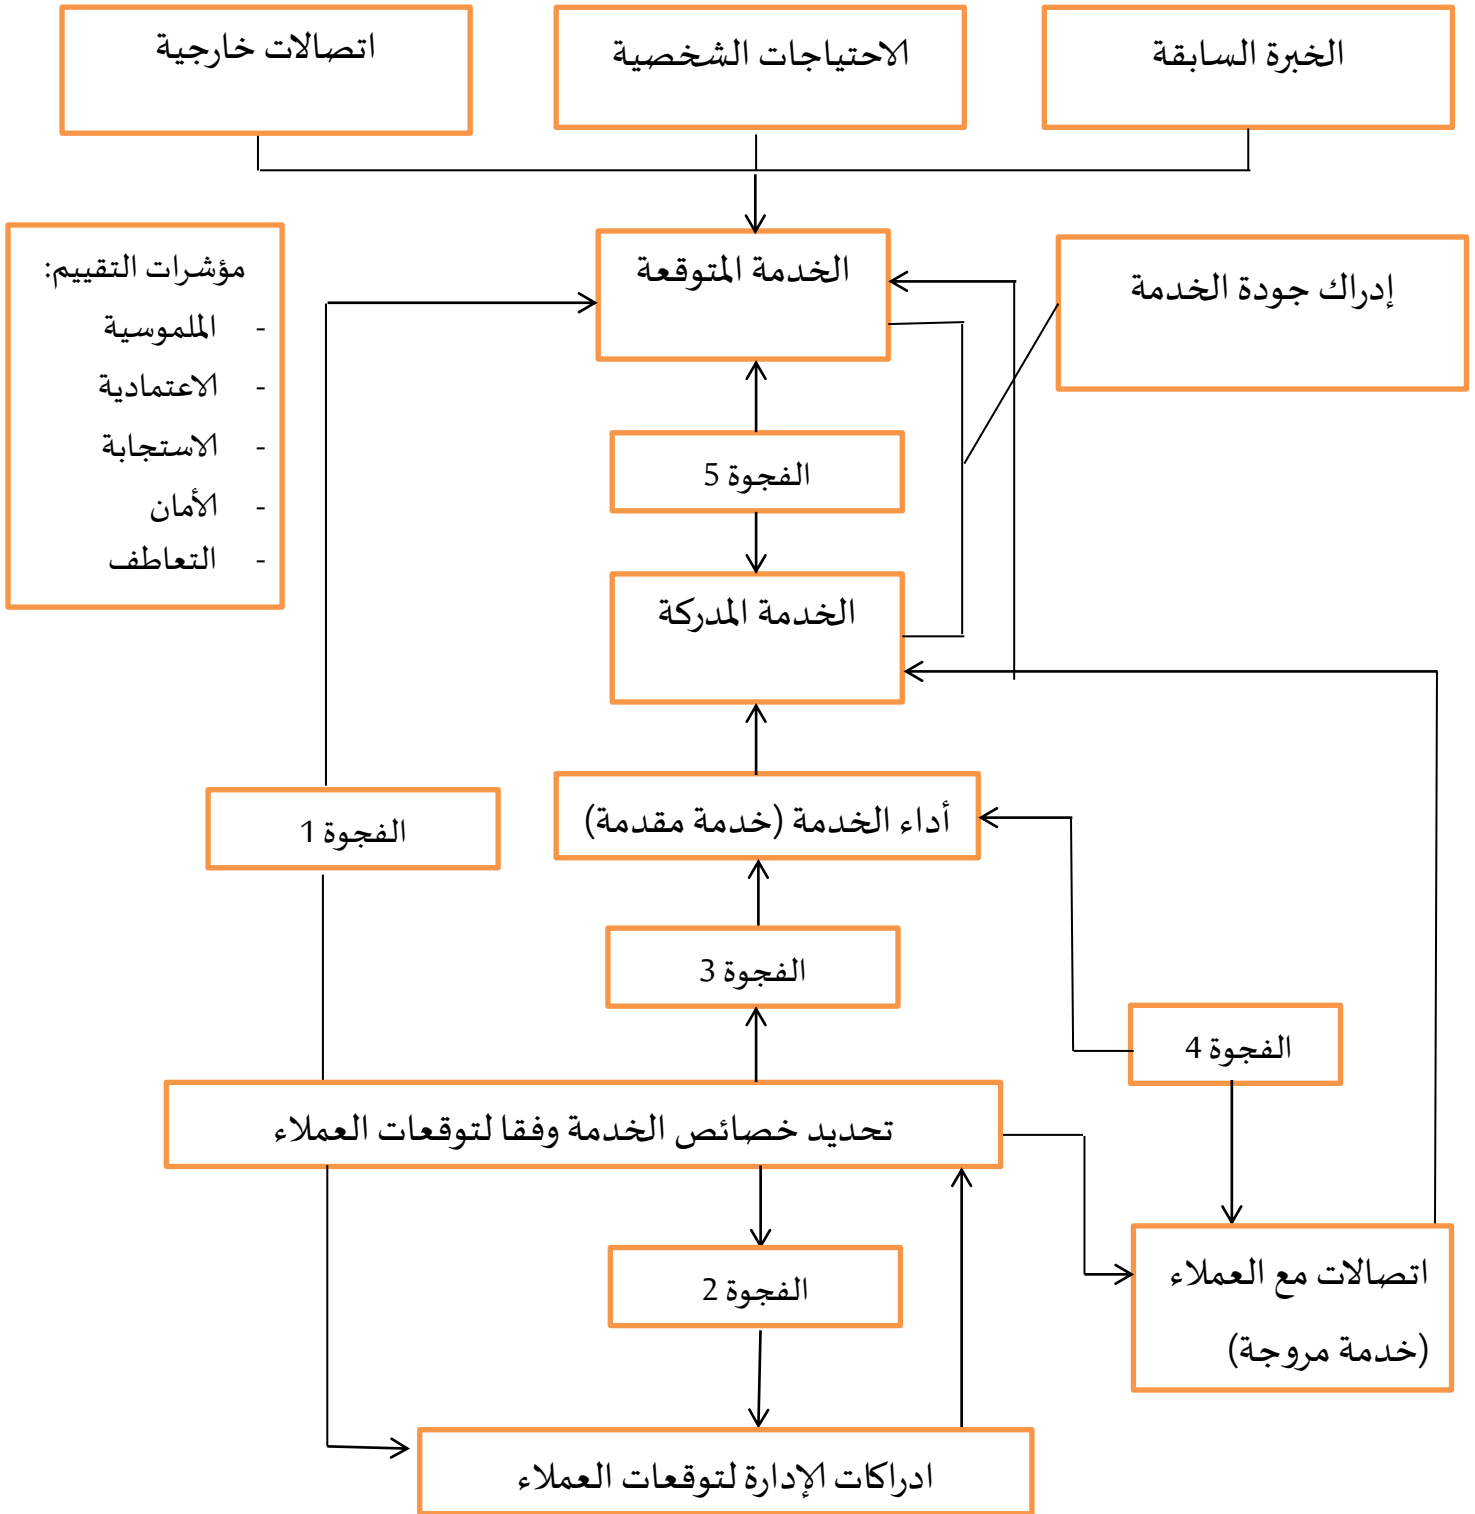 الخبرة السابقة
الاحتياجات الشخصية
اتصالات خارجية
إدراك جودة الخدمة
الخدمة المتوقعة
مؤشرات التقييم:
- الملموسية
- الاعتمادية
- الاستجابة
- الأمان
- التعاطف
الفجوة 5
الخدمة المدركة
أداء الخدمة (خدمة مقدمة)
الفجوة 1
الفجوة 3
الفجوة 4
تحديد خصائص الخدمة وفقا لتوقعات العملاء
الفجوة 2
اتصالات مع العملاء
(خدمة مروجة)
ادراكات الإدارة لتوقعات العملاء